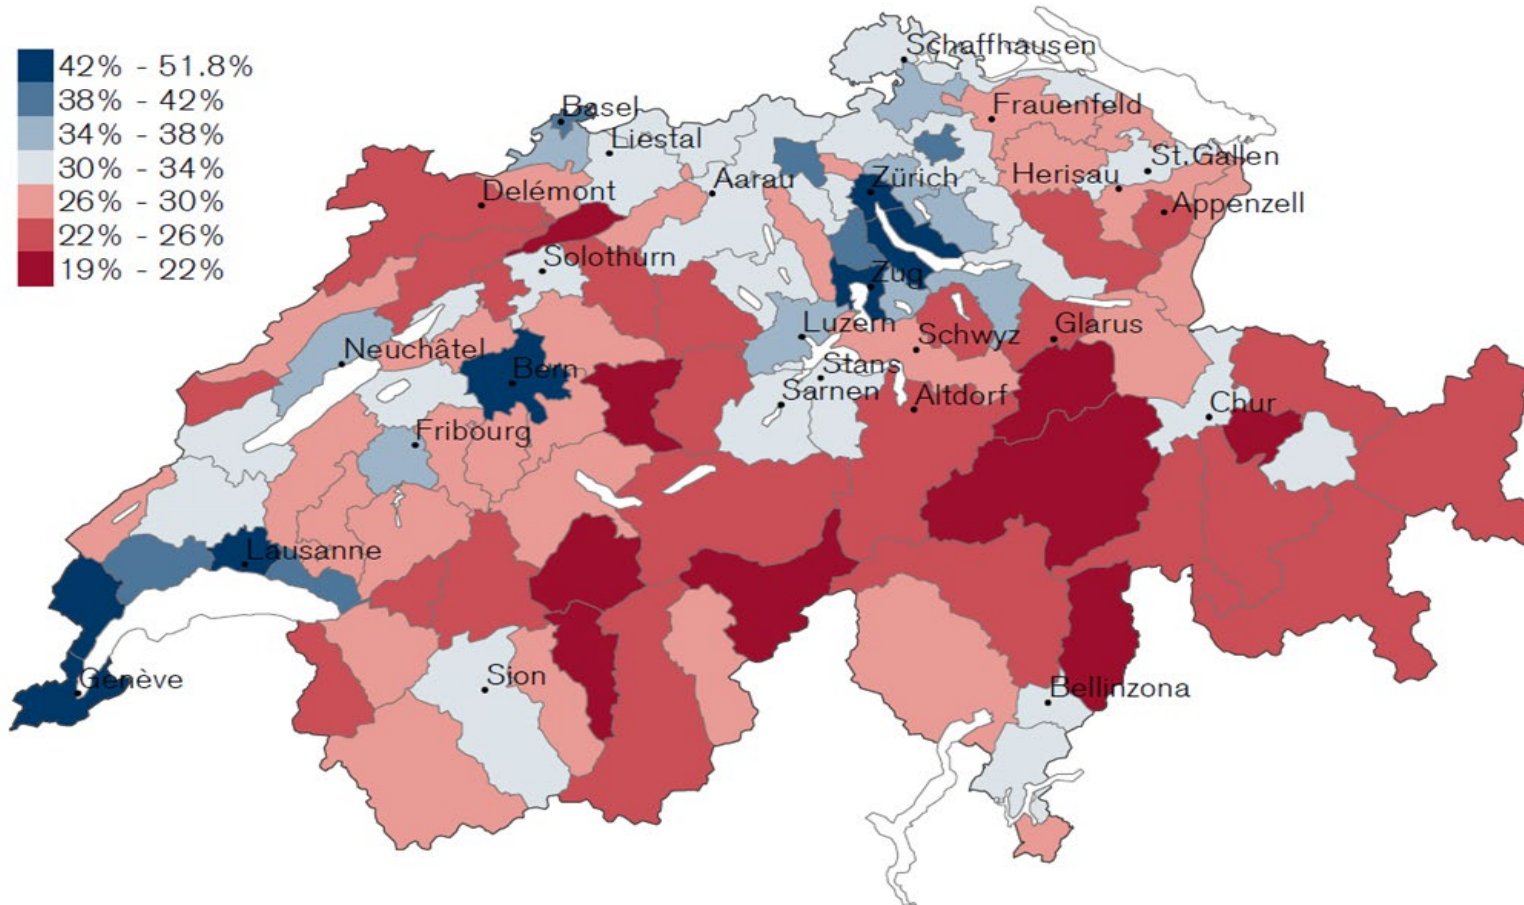 42% - 51.8%
38% - 42%
34% - 38%
30% - 34%
26% - 30%
22% - 26%
19% - 22%
Schaffhausen
Basel
Frauenfeld
Liestal
St.Gallen
Delémont
Aarau
Zürich
Herisau
Appenzell
Solothurn
Zug
Neuchâtel
Luzern
Schwyz
Glarus
Bern
Stans
Sarnen
Altdorf
Chur
Fribourg
Lausanne
Genève
Sion
Bellinzona